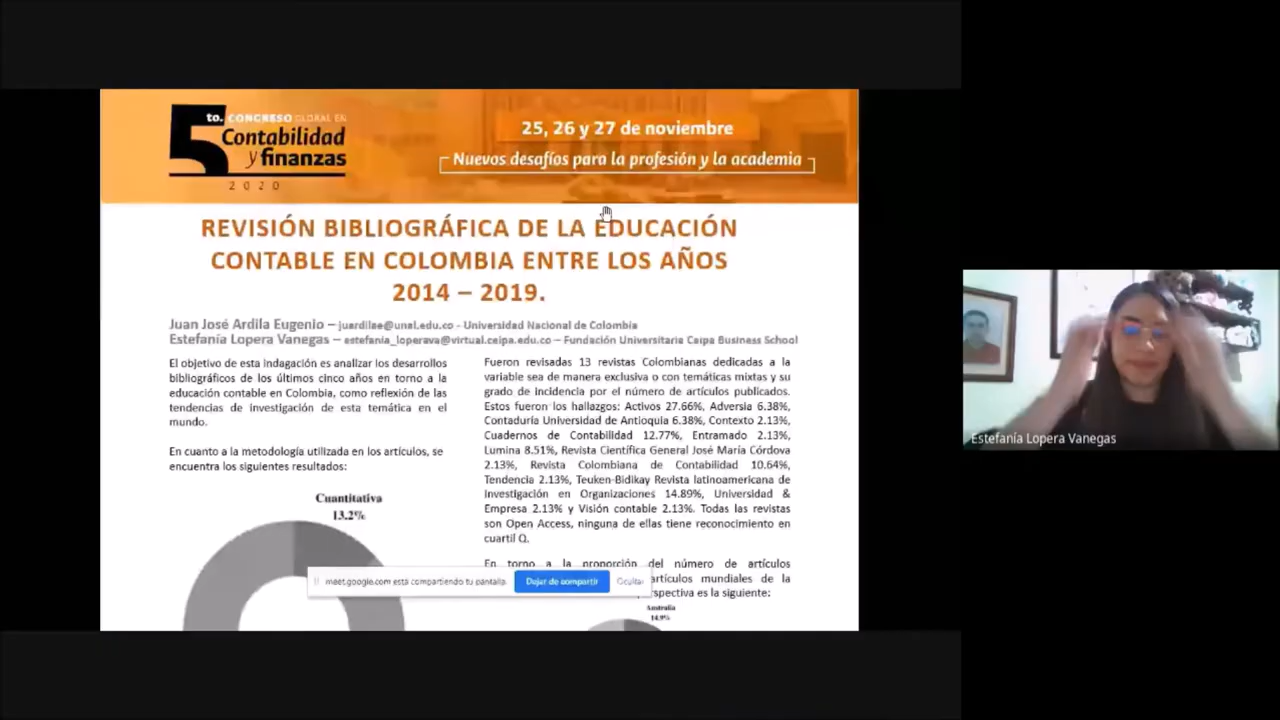 5
to. CONGRESO GLOBAL EN
Contabilidad
y finanzas
2020
25, 26 y 27 de noviembre
Nuevos desafíos para la profesión y la academia
REVISIÓN BIBLIOGRÁFICA DE LA EDUCACIÓN
CONTABLE EN COLOMBIA ENTRE LOS AÑOS
2014 – 2019.
Juan José Ardila Eugenio – juardilae@unal.edu.co - Universidad Nacional de Colombia
Estefanía Lopera Vanegas – estefania_loperava@virtual.ceipa.edu.co – Fundación Universitaria Ceipa Business School
El objetivo de esta indagación es analizar los desarrollos
bibliográficos de los últimos cinco años en torno a la
educación contable en Colombia, como reflexión de las
tendencias de investigación de esta temática en el
mundo.
En cuanto a la metodología utilizada en los artículos, se
encuentra los siguientes resultados:
Cuantitativa
13.2%
Fueron revisadas 13 revistas Colombianas dedicadas a la
variable sea de manera exclusiva o con temáticas mixtas y su
grado de incidencia por el número de artículos publicados.
Estos fueron los hallazgos: Activos 27.66%, Adversia 6.38%,
Contaduría Universidad de Antioquia 6.38%, Contexto 2.13%,
Cuadernos de Contabilidad 12.77%, Entramado 2.13%,
Lumina 8.51%, Revista Científica General José María Córdova
2.13%, Revista Colombiana de Contabilidad 10.64%,
Tendencia 2.13%, Teuken-Bidikay Revista latinoamericana de
Investigación en Organizaciones 14.89%, Universidad &
Empresa 2.13% y Visión contable 2.13%. Todas las revistas
son Open Access, ninguna de ellas tiene reconocimiento en
cuartil Q.
En torno a la proporción del número de artículos
artículos mundiales de la
rspectiva es la siguiente:
Australia
14.9%
meet.google.com está compartiendo tu pantalla.
Dejar de compartir
Ocultar
Estefanía Lopera Vanegas